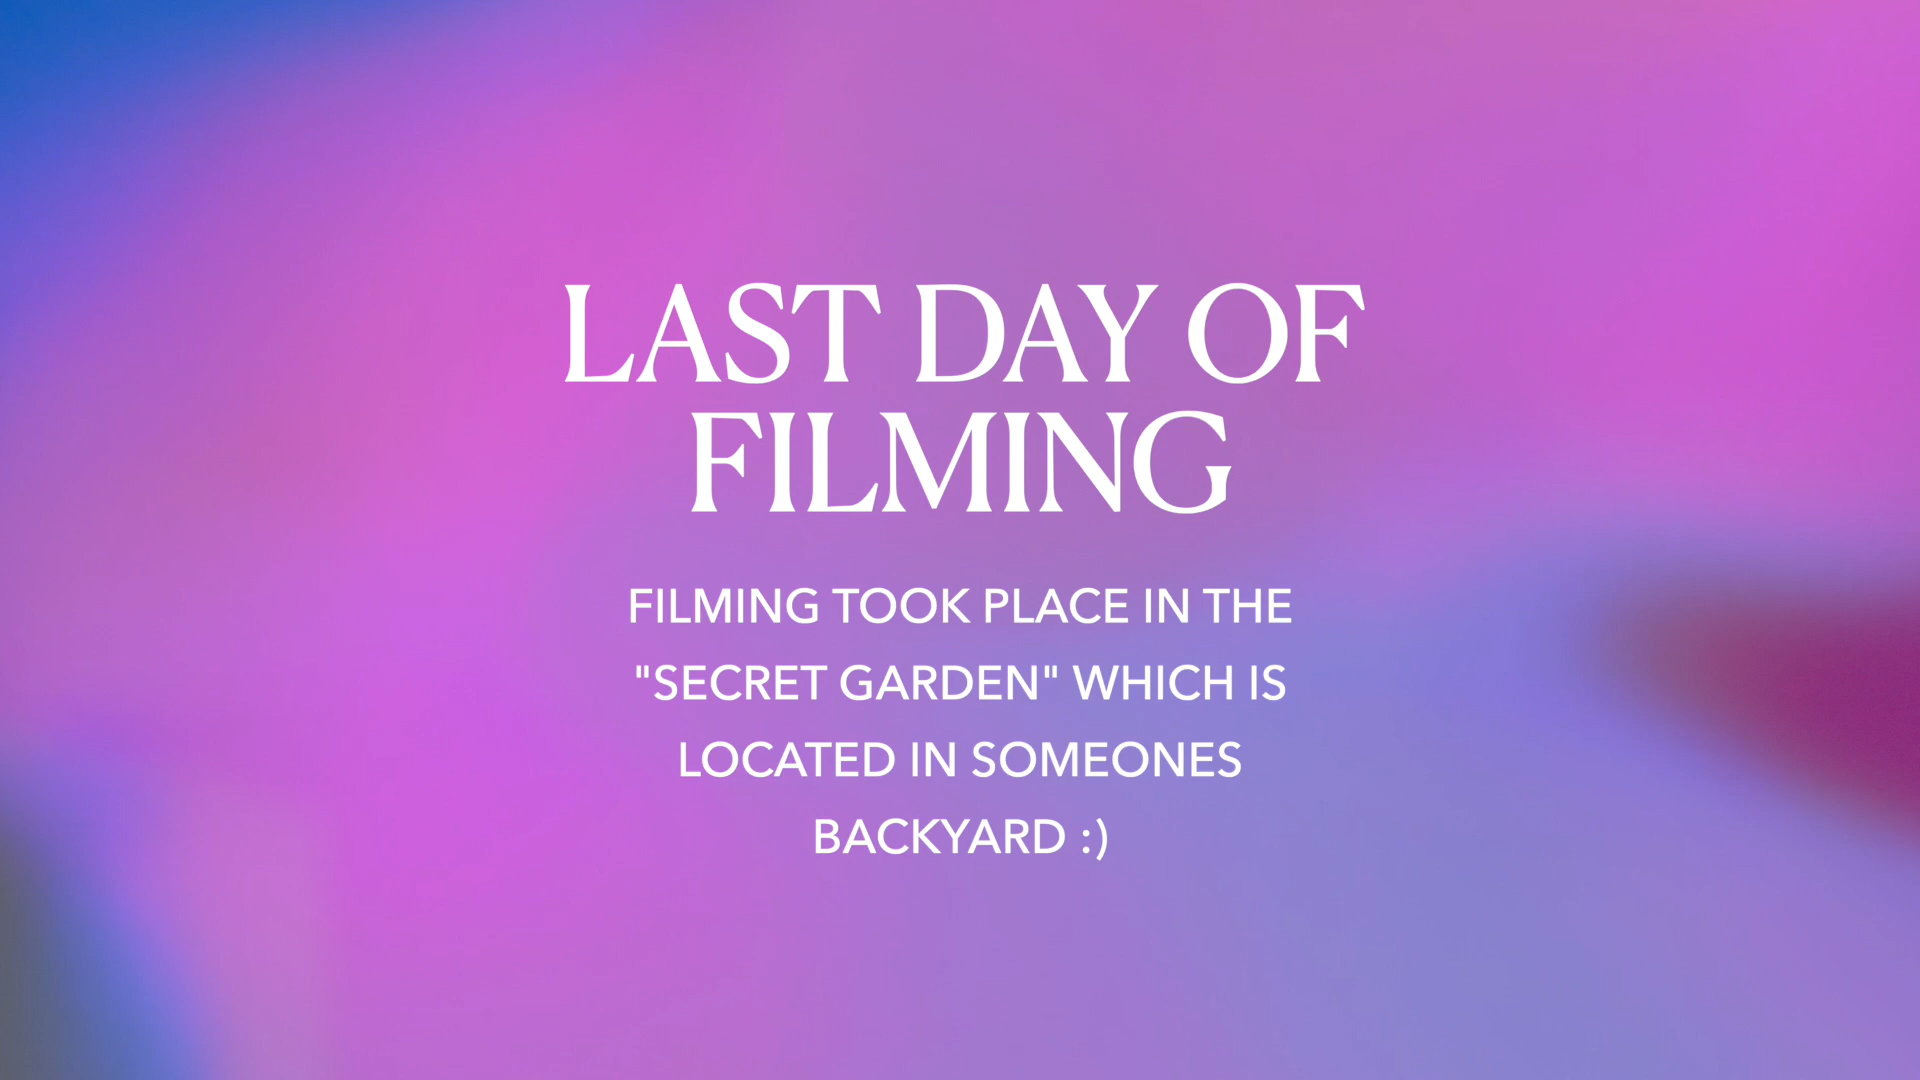 LAST DAY OF
FILMING
FILMING TOOK PLACE IN THE
"SECRET GARDEN" WHICH IS
LOCATED IN SOMEONES
BACKYARD :)